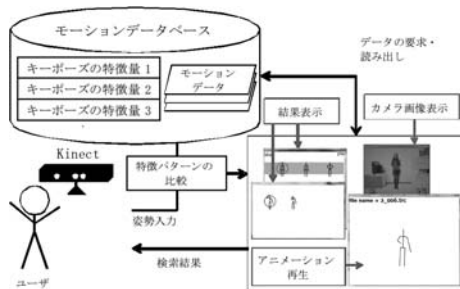 モーションデータベース
キーポーズの特徴量 1
キーポーズの特徴量 2
キーポーズの特徴量 3
モーション
データ
データの要求・
読み出し
結果表示
カメラ画像表示
Kinect
特徴パターンの
比較
姿勢入力
file name = 3_006.trc
検索結果
アニメーション
再生
ユーザ